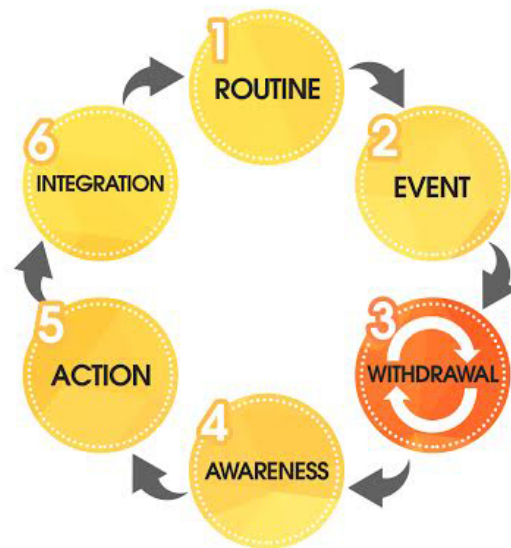 1
ROUTINE
2
EVENT
3
WITHDRAWAL
4
AWARENESS
5
ACTION
6
INTEGRATION